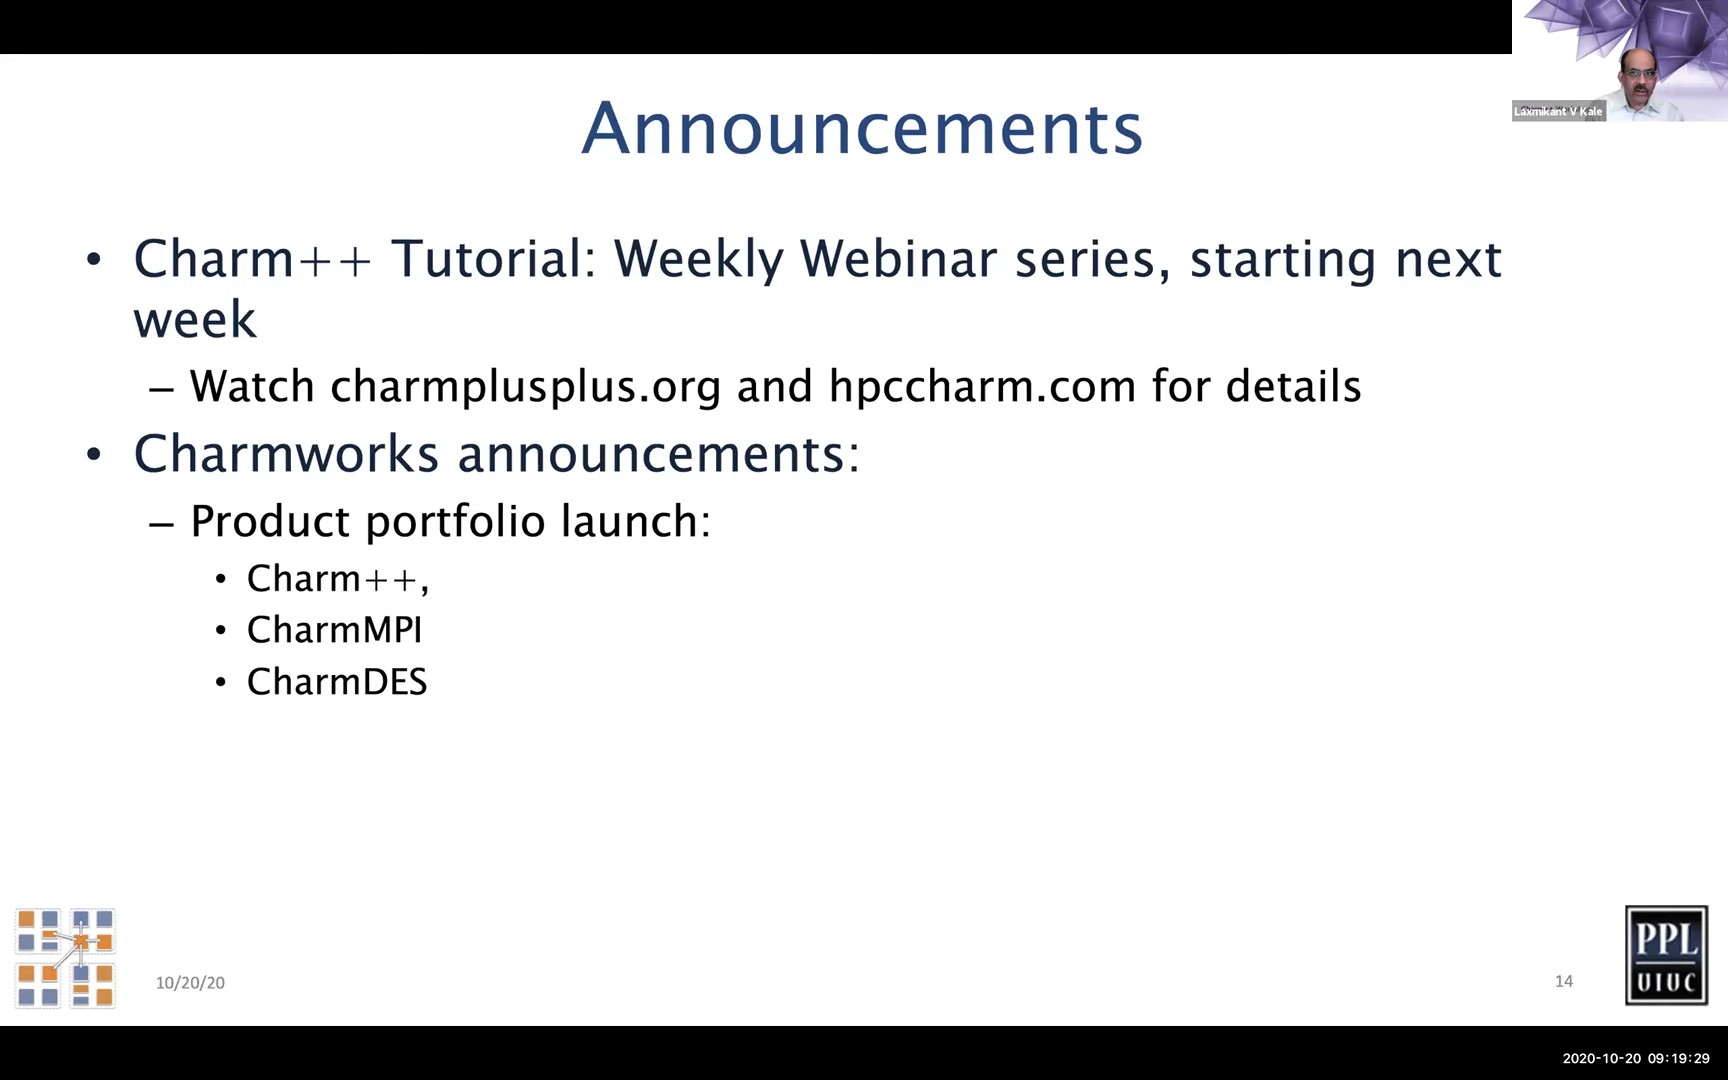 Laxmikant V Kale
Announcements
• Charm++ Tutorial: Weekly Webinar series, starting next
week
– Watch charmplusplus.org and hpccharm.com for details
• Charmworks announcements:
– Product portfolio launch:
• Charm++,
• CharmMPI
• CharmDES
10/20/20
14
PPL
UIUC
2020-10-20 09:19:29